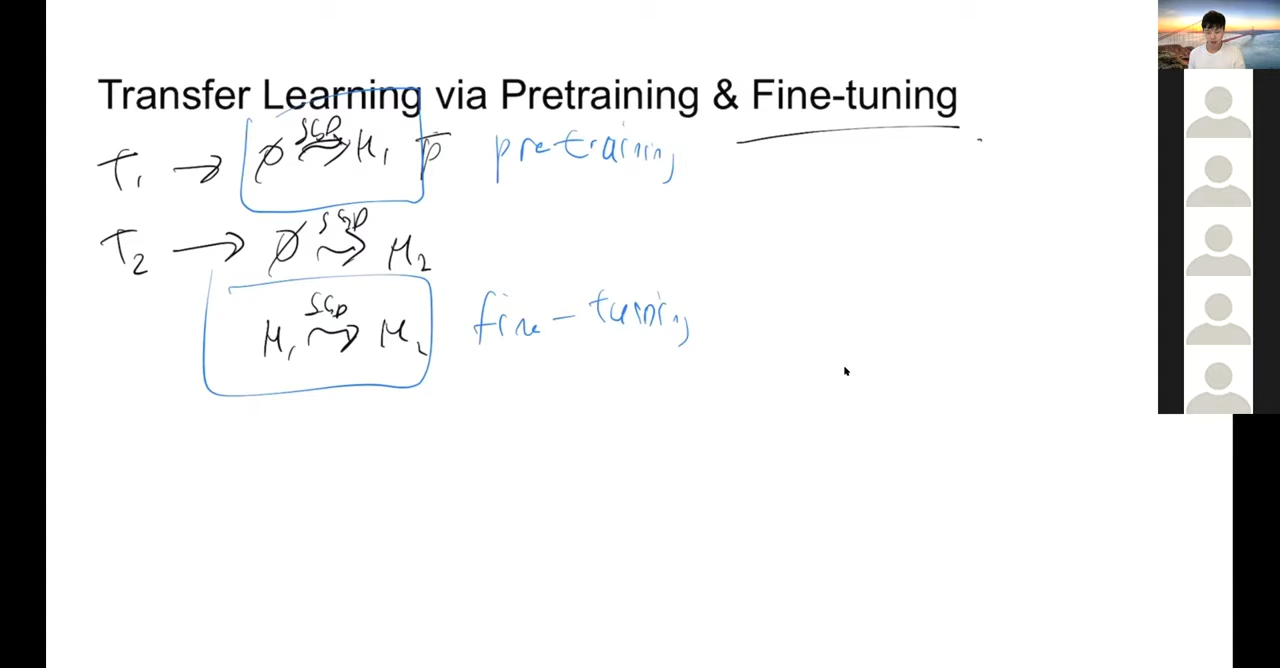 Transfer Learning via Pretraining & Fine-tuning
T₁ → ∅ SGD M₁ P pretraining
T₂ → ∅ SGD M₂
M₁ SGD M₂ fine-tuning